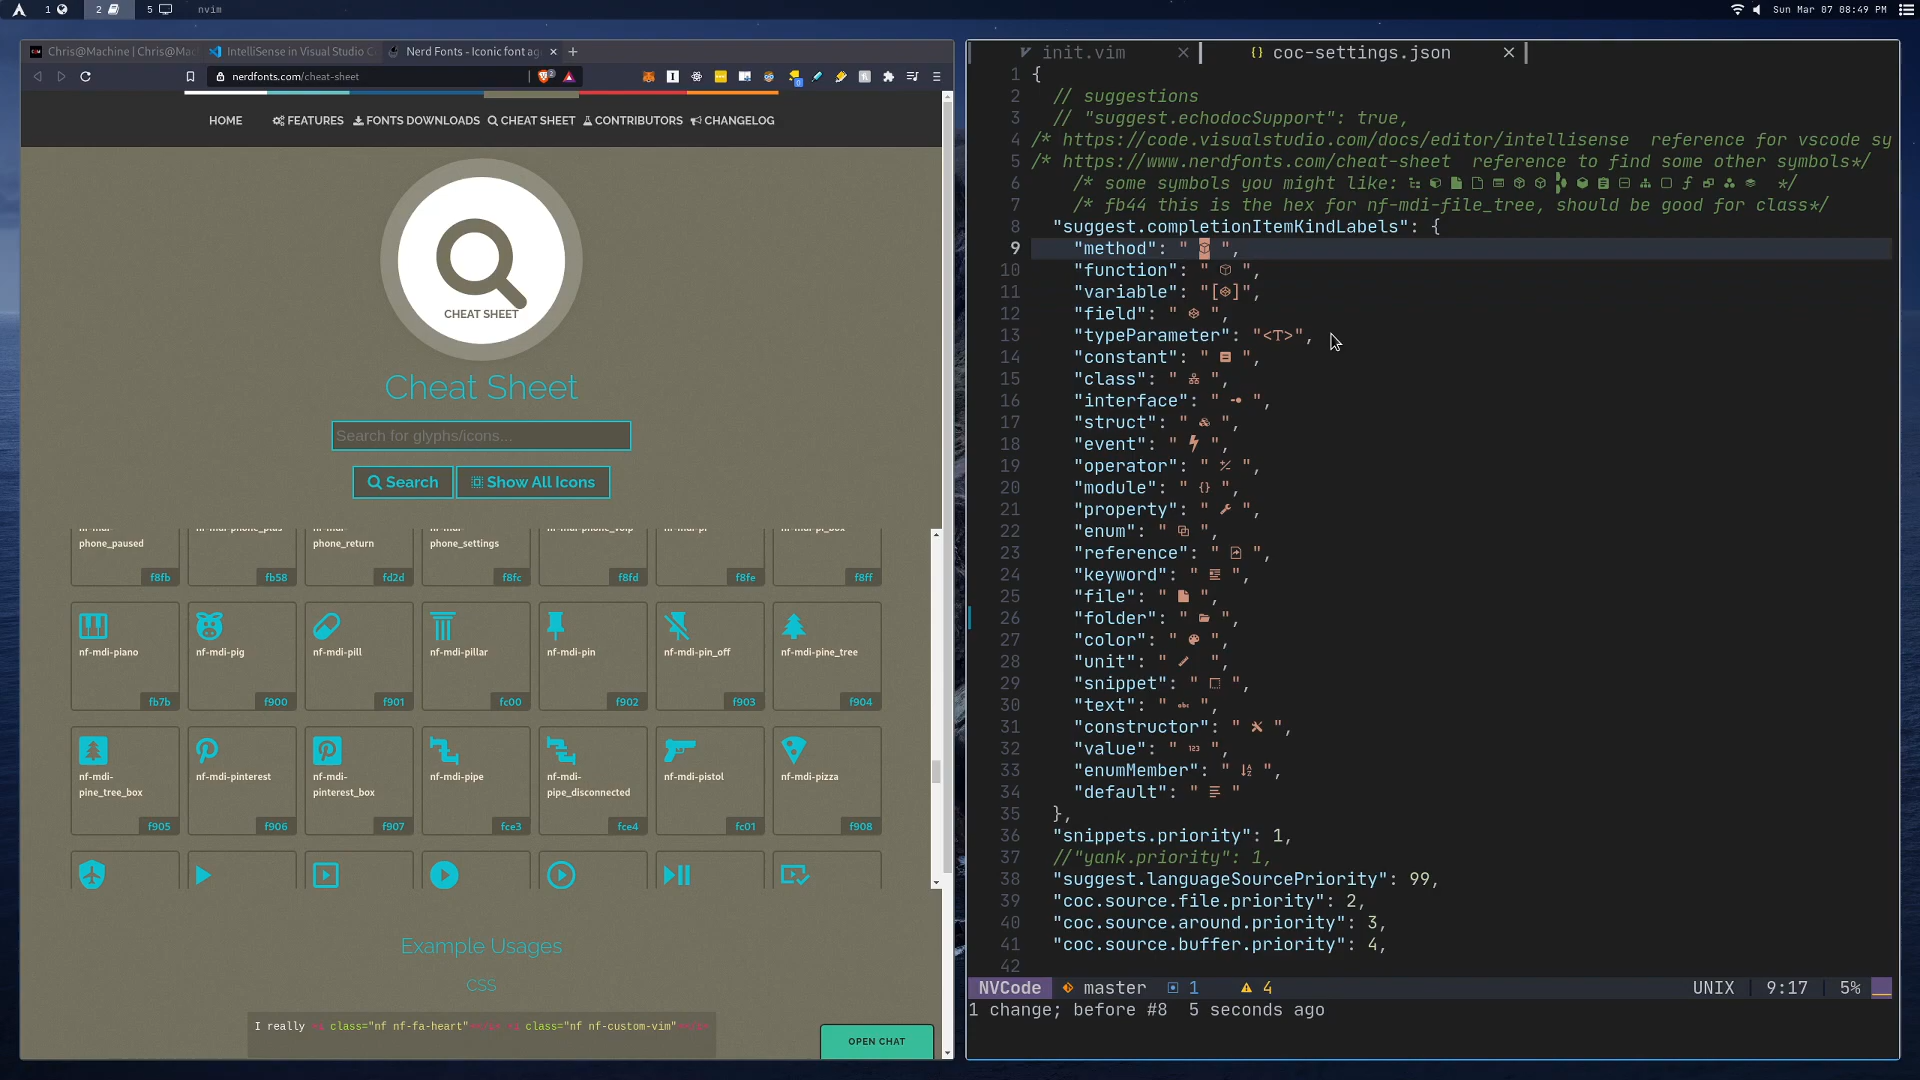 1 2 5 nvim
Sun Mar 07 08:49 PM
Chris@Machine | Chris@Mac
IntelliSense in Visual Studio C
Nerd Fonts - Iconic font ag
nerdfonts.com/cheat-sheet
HOME FEATURES FONTS DOWNLOADS CHEAT SHEET CONTRIBUTORS CHANGELOG
CHEAT SHEET
Cheat Sheet
Search for glyphs/icons...
Search Show All Icons
phone_paused phone_return phone_settings
f8fb fb58 fd2d f8fc f8fd f8fe f8ff
nf-mdi-piano nf-mdi-pig nf-mdi-pill nf-mdi-pillar nf-mdi-pin nf-mdi-pin_off nf-mdi-pine_tree
fb7b f900 f901 fc00 f902 f903 f904
nf-mdi-pine_tree_box nf-mdi-pinterest nf-mdi-pinterest_box nf-mdi-pipe nf-mdi-pipe_disconnected nf-mdi-pistol nf-mdi-pizza
f905 f906 f907 fce3 fce4 fc01 f908
Example Usages
CSS
I really <i class="nf nf-fa-heart"></i> <i class="nf nf-custom-vim"></i>
OPEN CHAT
init.vim coc-settings.json
1 {
2 // suggestions
3 // "suggest.echodocSupport": true,
4 /* https://code.visualstudio.com/docs/editor/intellisense reference for vscode sy
5 /* https://www.nerdfonts.com/cheat-sheet reference to find some other symbols*/
6 /* some symbols you might like: */
7 /* fb44 this is the hex for nf-mdi-file_tree, should be good for class*/
8 "suggest.completionItemKindLabels": {
9 "method": " ",
10 "function": " ",
11 "variable": "[]",
12 "field": " ",
13 "typeParameter": "<T>",
14 "constant": " ",
15 "class": " ",
16 "interface": " ",
17 "struct": " ",
18 "event": " ",
19 "operator": " ",
20 "module": " {} ",
21 "property": " ",
22 "enum": " ",
23 "reference": " ",
24 "keyword": " ",
25 "file": " ",
26 "folder": " ",
27 "color": " ",
28 "unit": " ",
29 "snippet": " ",
30 "text": " abc ",
31 "constructor": " ",
32 "value": " 123 ",
33 "enumMember": " ",
34 "default": " "
35 },
36 "snippets.priority": 1,
37 //"yank.priority": 1,
38 "suggest.languageSourcePriority": 99,
39 "coc.source.file.priority": 2,
40 "coc.source.around.priority": 3,
41 "coc.source.buffer.priority": 4,
42
NVCode master 1 4 UNIX 9:17 5%
1 change; before #8 5 seconds ago